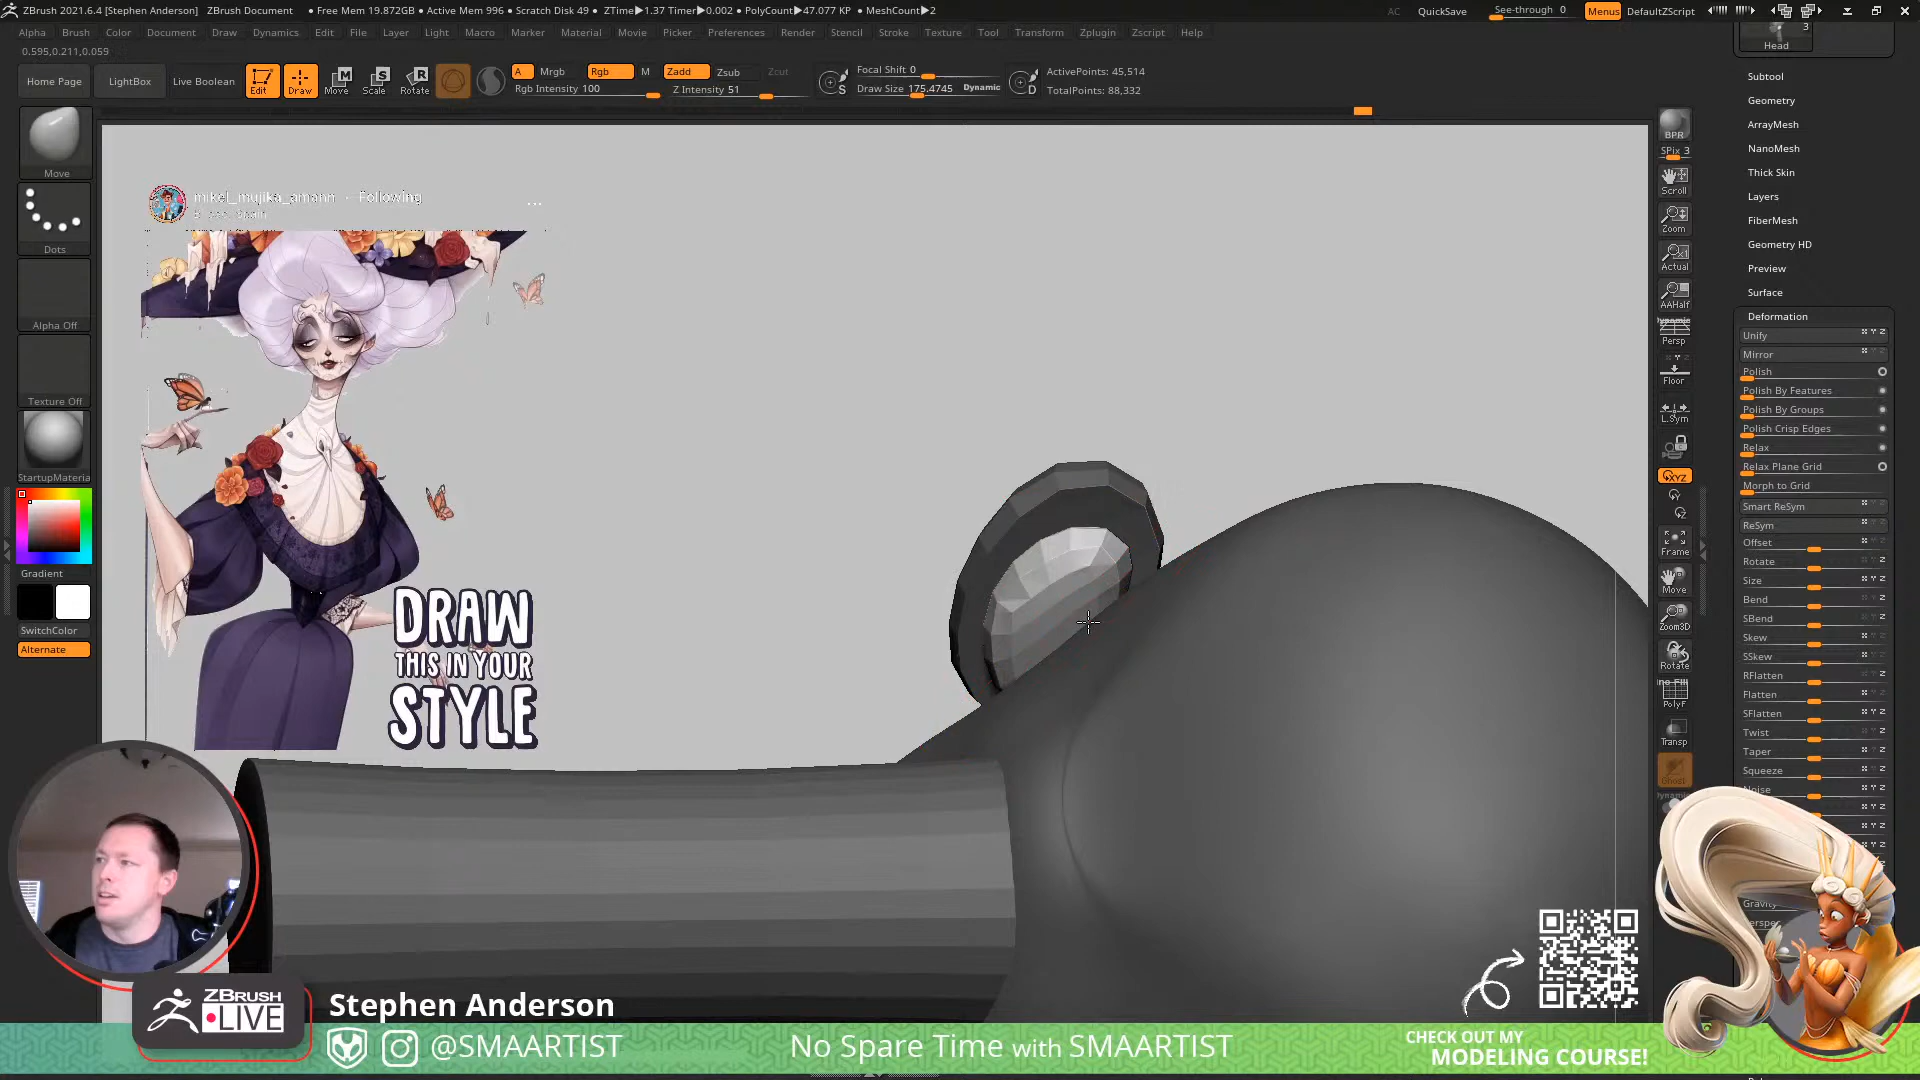 ZBrush 2021.6.4 [Stephen Anderson] ZBrush Document • Free Mem 19.872GB • Active Mem 996 • Scratch Disk 49 • ZTime▶1.37 Timer▶0.002 • PolyCount▶47.077 KP • MeshCount▶2 AC QuickSave See-through 0 Menus DefaultZScript
Alpha Brush Color Document Draw Dynamics Edit File Layer Light Macro Marker Material Movie Picker Preferences Render Stencil Stroke Texture Tool Transform Zplugin Zscript Help
0.595,0.211,0.059
Home Page LightBox Live Boolean Edit Draw Move Scale Rotate
A Mrgb Rgb M Zadd Zsub Zcut
Rgb Intensity 100 Z Intensity 51
Focal Shift 0
Draw Size 175.4745 Dynamic
ActivePoints: 45,514
TotalPoints: 88,332
Move
Dots
Alpha Off
Texture Off
StartupMateria
Gradient
SwitchColor
Alternate
mikel_mujika_amann · Following
DRAW
THIS IN YOUR
STYLE
BPR
SPix 3
Scroll
Zoom
Actual
AAHalf
Persp
Floor
L.Sym
XYZ
Frame
Move
Zoom3D
Rotate
PolyF
Transp
Ghost
3
Head
Subtool
Geometry
ArrayMesh
NanoMesh
Thick Skin
Layers
FiberMesh
Geometry HD
Preview
Surface
Deformation
Unify
Mirror
Polish
Polish By Features
Polish By Groups
Polish Crisp Edges
Relax
Relax Plane Grid
Morph to Grid
Smart ReSym
ReSym
Offset
Rotate
Size
Bend
SBend
Skew
SSkew
RFlatten
Flatten
SFlatten
Twist
Taper
Squeeze
Noise
Gravity
ZBRUSH
LIVE
Stephen Anderson
@SMAARTIST
No Spare Time with SMAARTIST
CHECK OUT MY
MODELING COURSE!